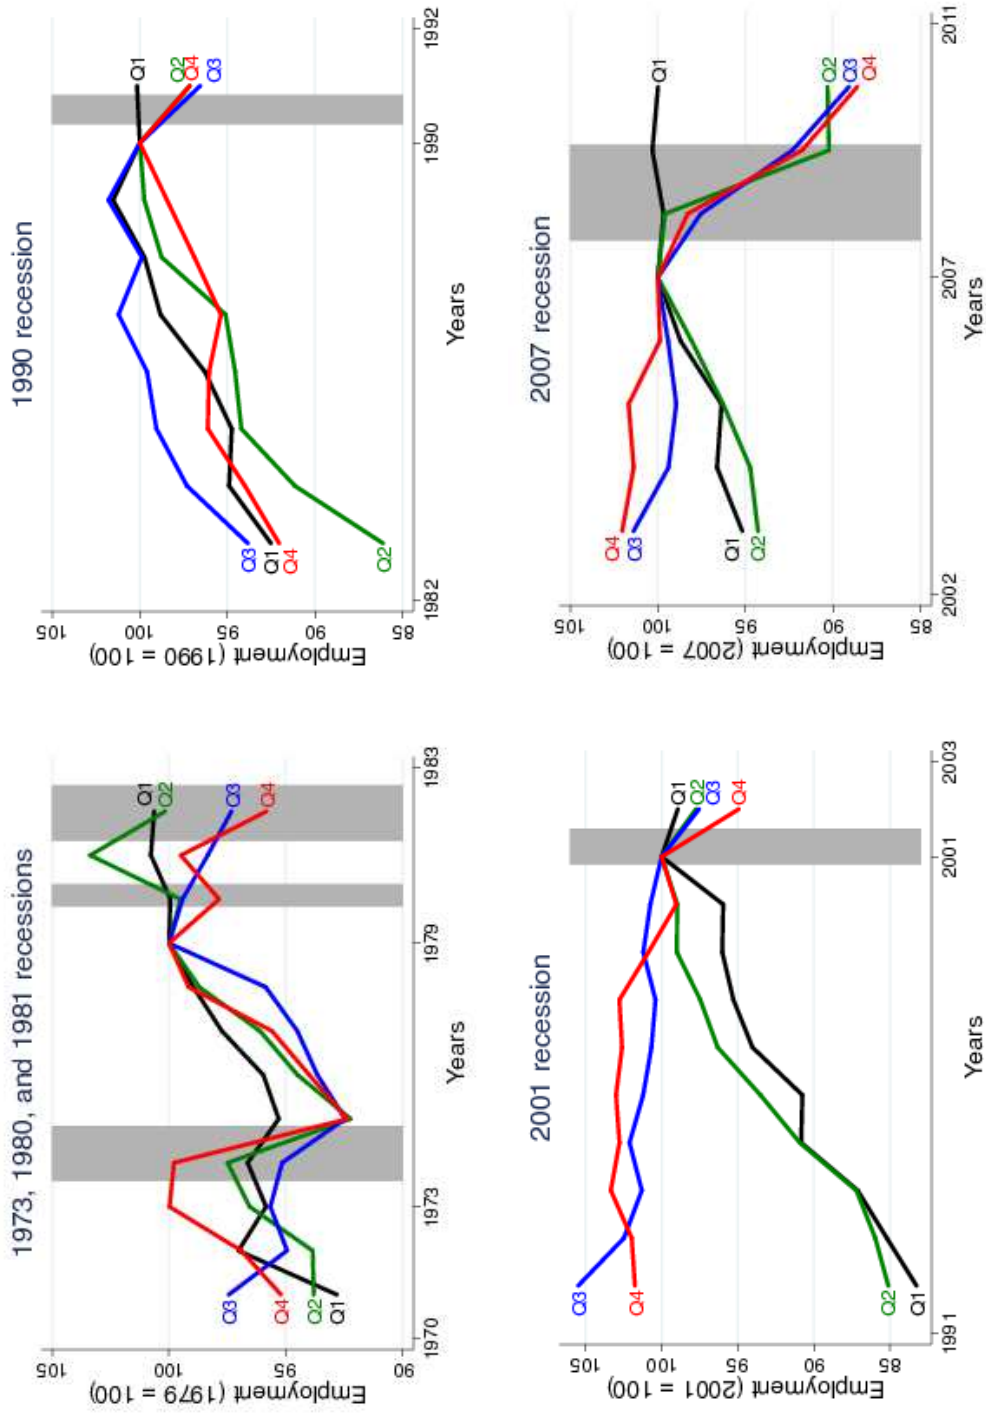 1973, 1980, and 1981 recessions
Employment (1979 = 100)
105
100
95
90
Q3
Q4
Q2
Q1
Q1
Q2
Q3
Q4
1970
1973
1979
1983
Years
1990 recession
Employment (1990 = 100)
105
100
95
90
85
Q3
Q1
Q4
Q2
Q1
Q2
Q4
Q3
1982
1990
1992
Years
2001 recession
Employment (2001 = 100)
105
100
95
90
85
Q3
Q4
Q2
Q1
Q1
Q2
Q3
Q4
1991
2001
2003
Years
2007 recession
Employment (2007 = 100)
105
100
95
90
85
Q4
Q3
Q1
Q2
Q1
Q2
Q3
Q4
2002
2007
2011
Years